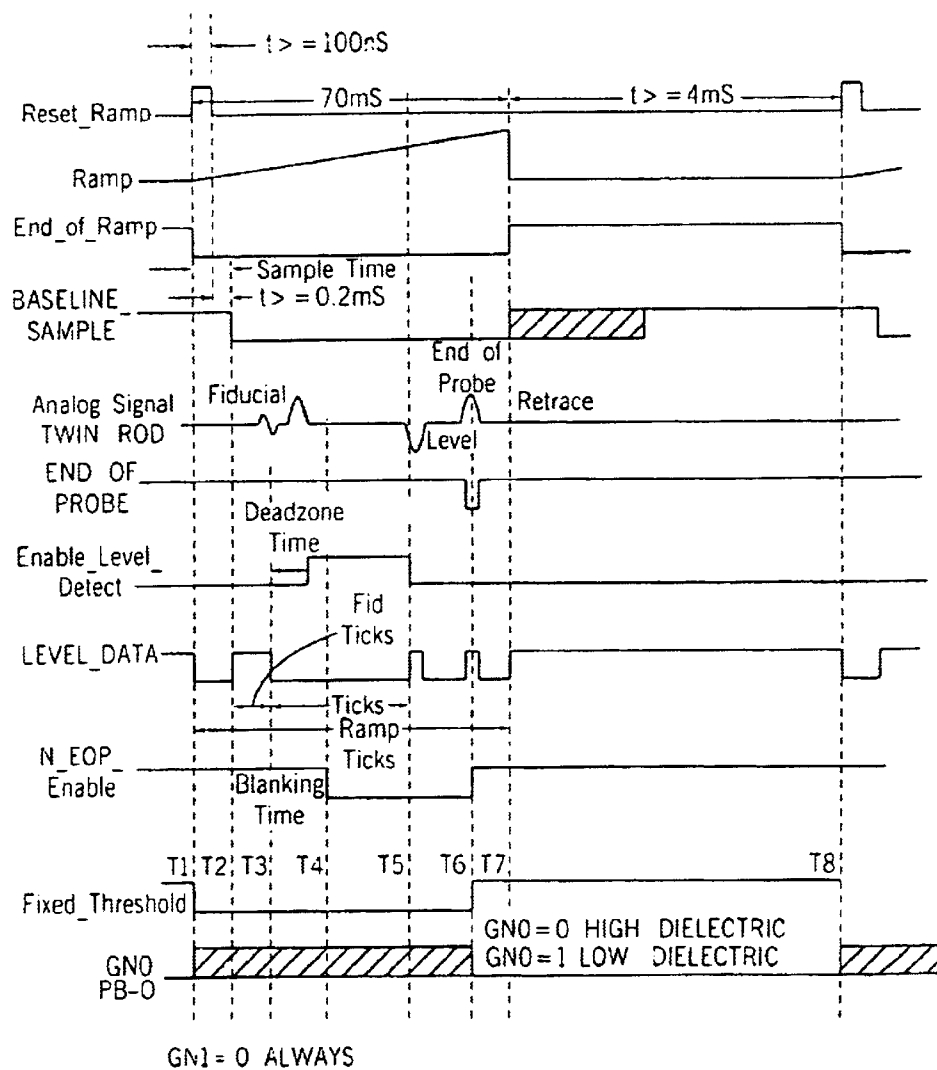 t > = 100nS
70mS
t > = 4mS
Reset_Ramp
Ramp
End_of_Ramp
Sample Time
t > = 0.2mS
BASELINE_
SAMPLE
End of
Probe
Fiducial
Retrace
Analog Signal
TWIN ROD
Level
END OF
PROBE
Deadzone
Time
Enable_Level_
Detect
Fid
Ticks
LEVEL_DATA
Ticks
Ramp
Ticks
N_EOP_
Enable
Blanking
Time
T1 T2 T3 T4 T5 T6 T7 T8
Fixed_Threshold
GN0=0 HIGH DIELECTRIC
GN0=1 LOW DIELECTRIC
GN0
PB-0
GN1=0 ALWAYS